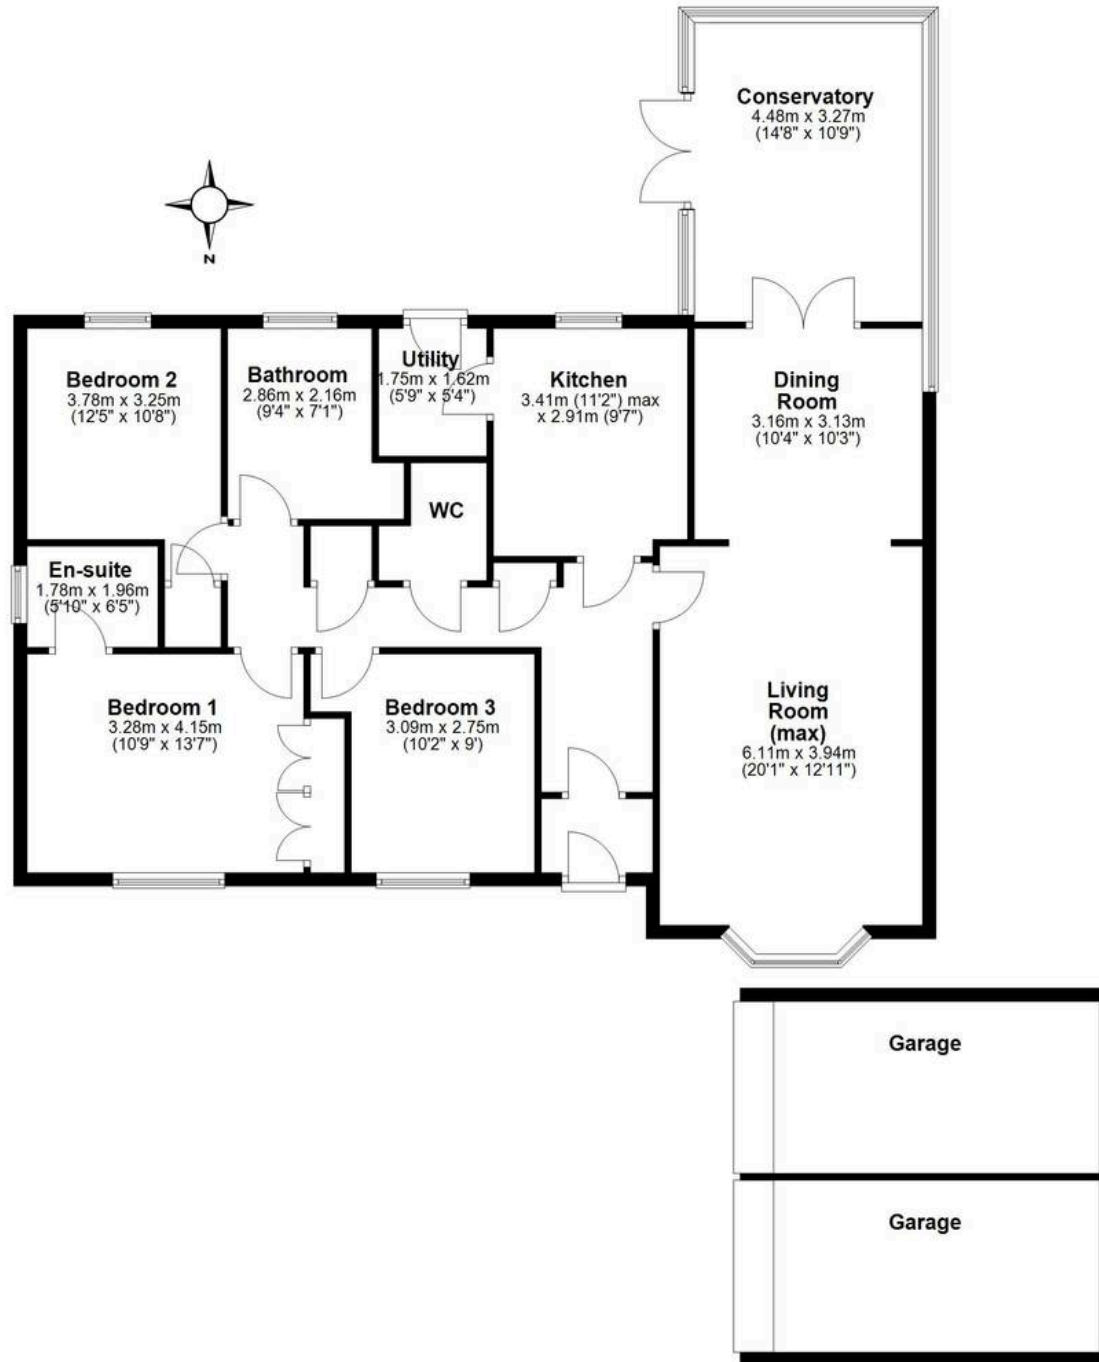 Conservatory
4.48m x 3.27m
(14'8" x 10'9")
N
Bedroom 2
3.78m x 3.25m
(12'5" x 10'8")
Bathroom
2.86m x 2.16m
(9'4" x 7'1")
Utility
1.75m x 1.62m
(5'9" x 5'4")
Kitchen
3.41m (11'2") max
x 2.91m (9'7")
Dining
Room
3.16m x 3.13m
(10'4" x 10'3")
WC
En-suite
1.78m x 1.96m
(5'10" x 6'5")
Bedroom 1
3.28m x 4.15m
(10'9" x 13'7")
Bedroom 3
3.09m x 2.75m
(10'2" x 9')
Living
Room
(max)
6.11m x 3.94m
(20'1" x 12'11")
Garage
Garage